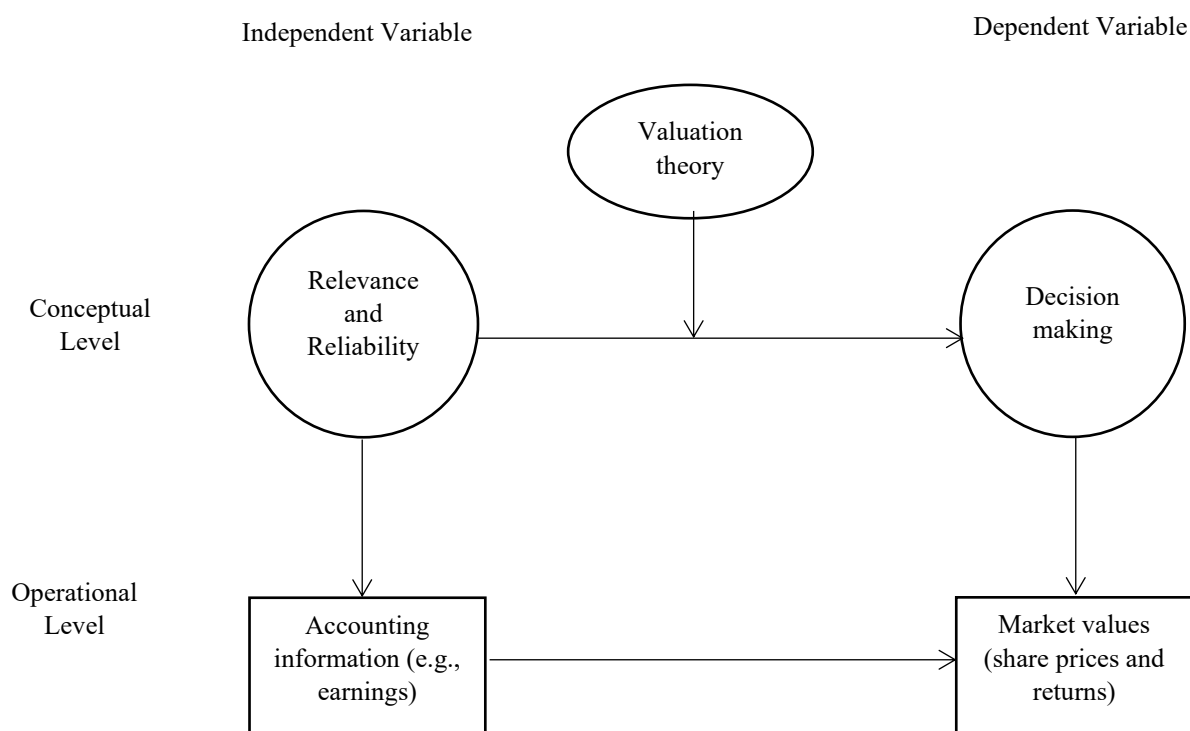 Independent Variable
Dependent Variable
Valuation
theory
Conceptual
Level
Relevance
and
Reliability
Decision
making
Operational
Level
Accounting
information (e.g.,
earnings)
Market values
(share prices and
returns)